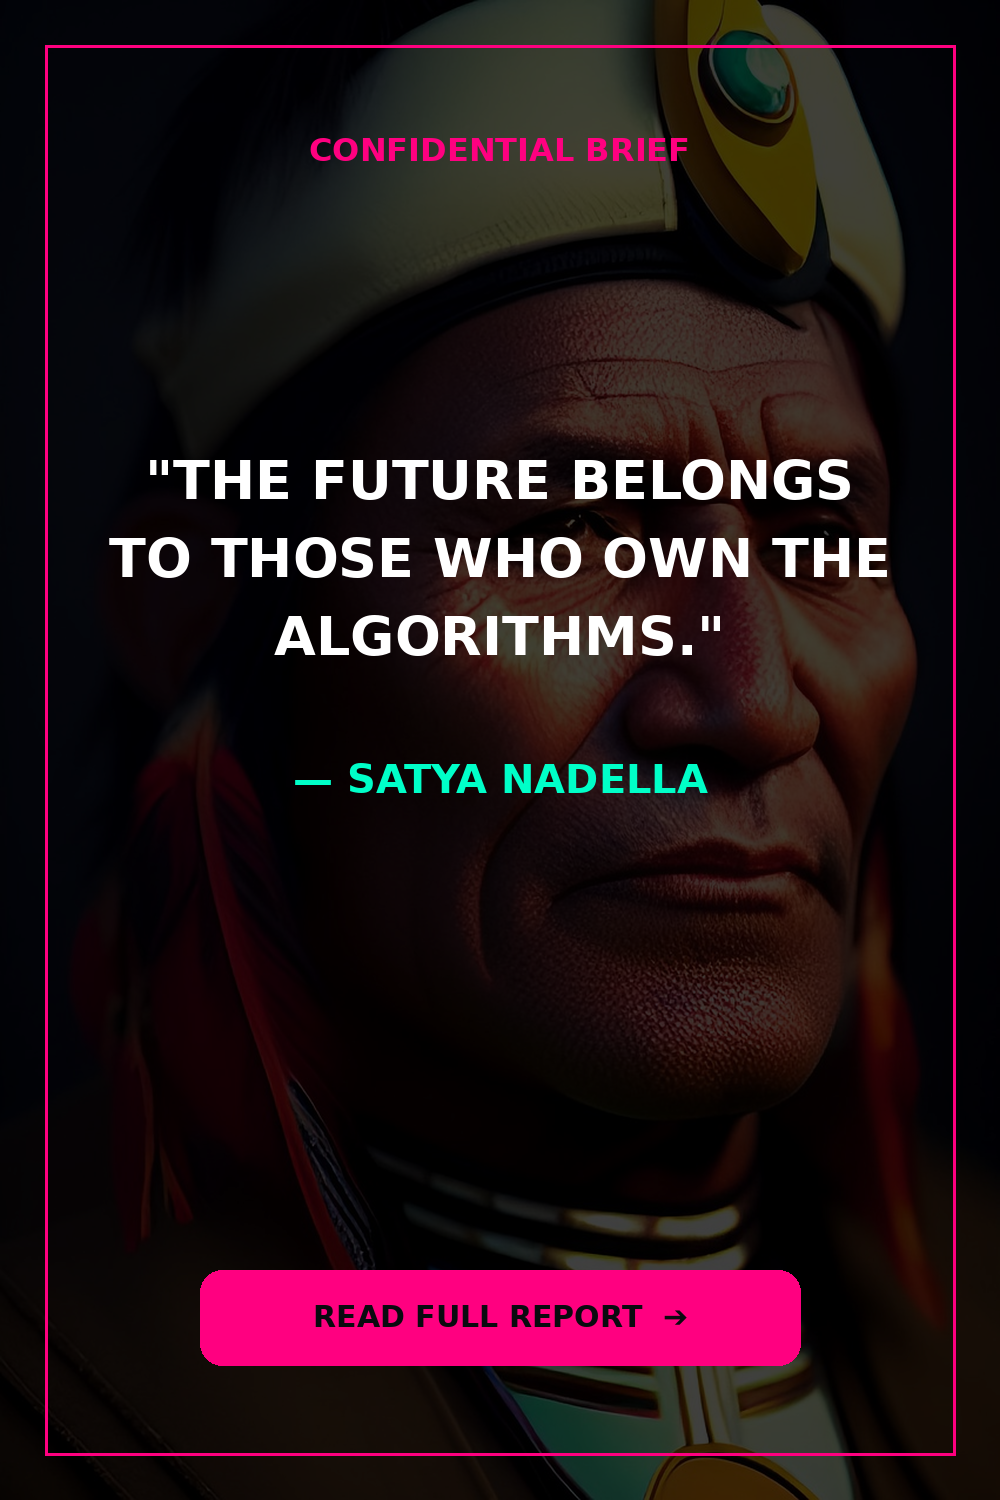 CONFIDENTIAL BRIEF
"THE FUTURE BELONGS
TO THOSE WHO OWN THE
ALGORITHMS."
— SATYA NADELLA
READ FULL REPORT ➔